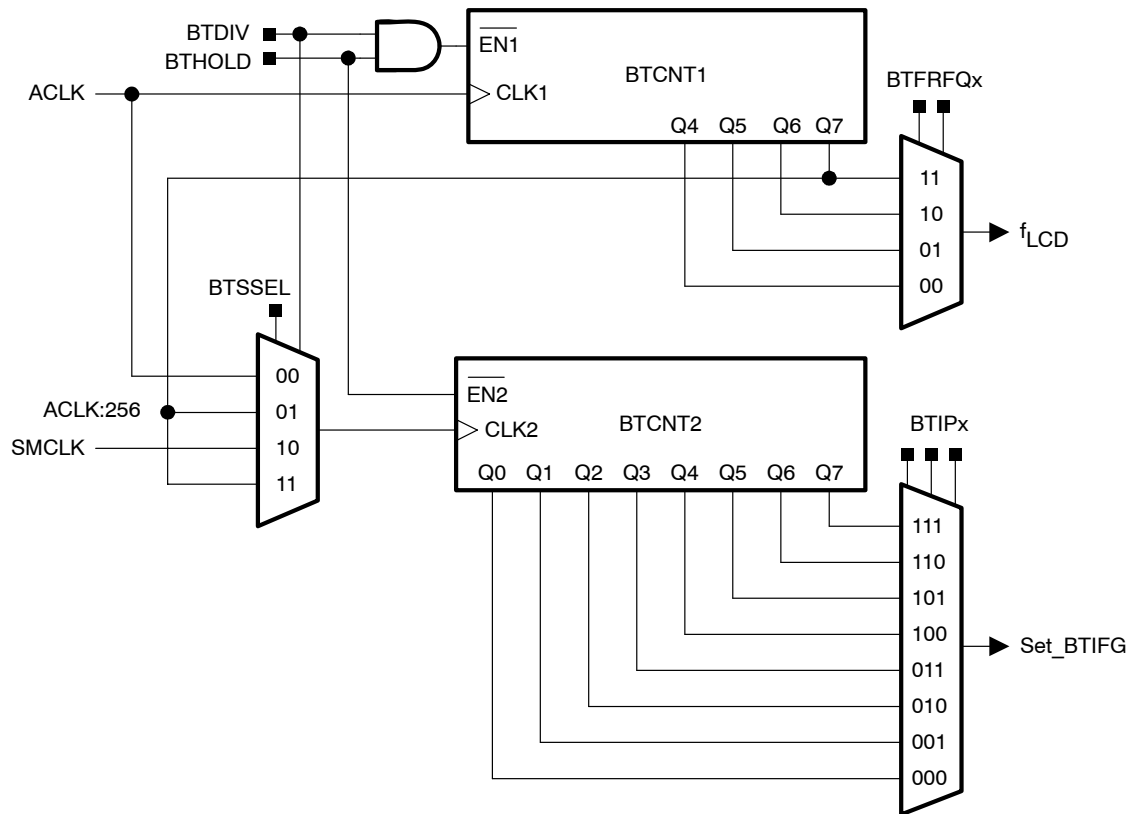 BTDIV
BTHOLD
ACLK
EN1
CLK1
BTCNT1
Q4 Q5 Q6 Q7
BTFRFQx
11
10
01
00
fLCD
BTSSEL
00
01
10
11
ACLK:256
SMCLK
EN2
CLK2
BTCNT2
Q0 Q1 Q2 Q3 Q4 Q5 Q6 Q7
BTIPx
111
110
101
100
011
010
001
000
Set_BTIFG